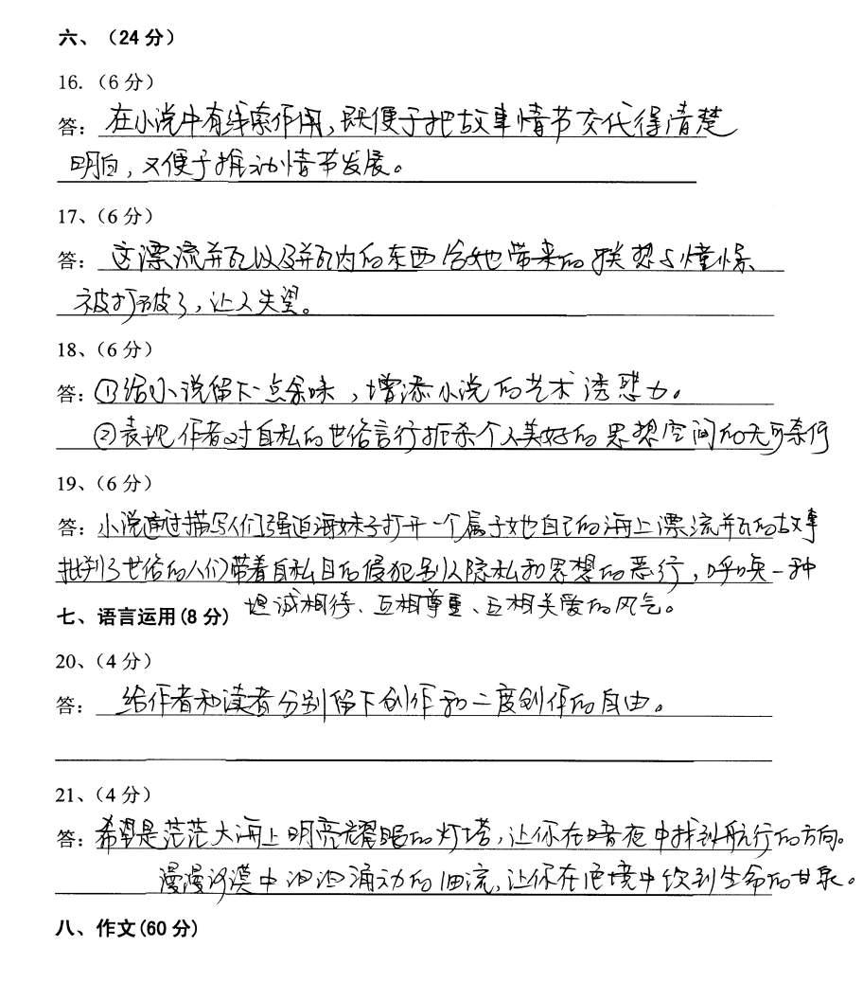 六、（24 分）
16.（6 分）
答：在小说中有线索作用，既便于把故事情节交代得清楚
明白，又便于推动情节发展。
17、（6 分）
答：这漂流并瓦以及并瓦内的东西给她带来的联想与憧憬
被打破了，让人失望。
18、（6 分）
答：①给小说留下一点余味，增添小说的艺术诱惑力。
②表现作者对自私的世俗言行扼杀个人美好的思想空间的无可奈何
19、（6 分）
答：小说通过描写人们强迫海妹子打开一个属于她自己的海上漂流并瓦的故事
批判了世俗的人们带着自私目的侵犯别人隐私和思想的恶行，呼唤一种
坦诚相待、互相尊重、互相关爱的风气。
七、语言运用(8 分)
20、（4 分）
答：给作者和读者分别留下创作和二度创作的自由。
21、（4 分）
答：希望是茫茫大海上明亮耀眼的灯塔，让你在暗夜中找到航行的方向。
漫漫沙漠中汩汩涌动的细流，让你在绝境中饮到生命的甘泉。
八、作文(60 分)